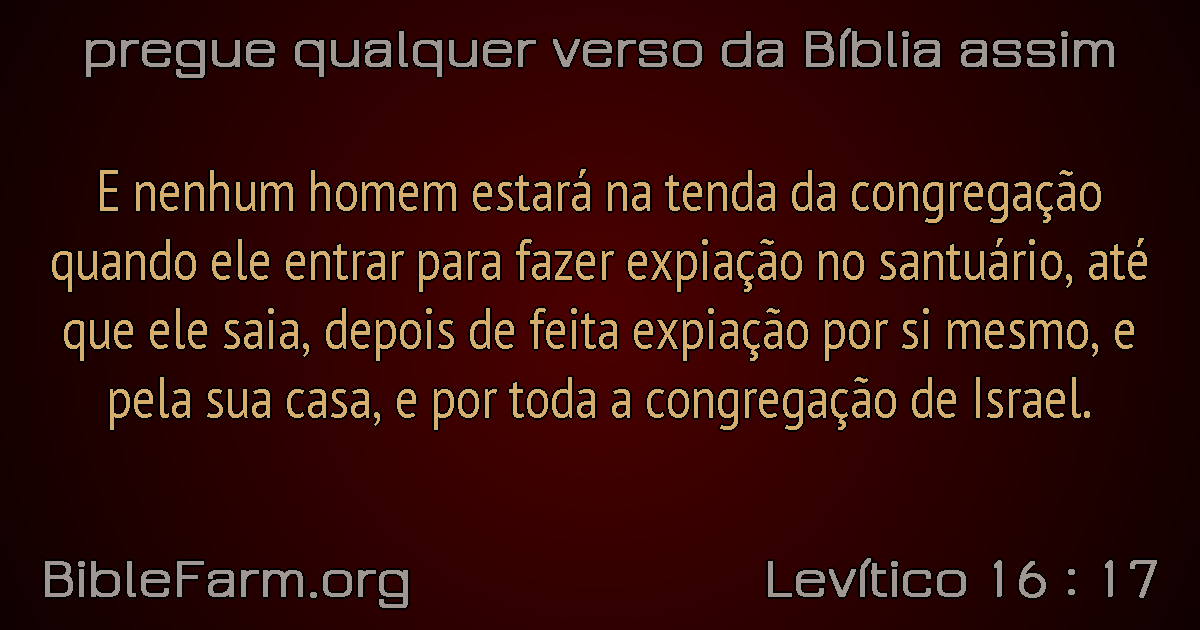 pregue qualquer verso da Bíblia assim
E nenhum homem estará na tenda da congregação
quando ele entrar para fazer expiação no santuário, até
que ele saia, depois de feita expiação por si mesmo, e
pela sua casa, e por toda a congregação de Israel.
BibleFarm.org
Levítico 16 : 17